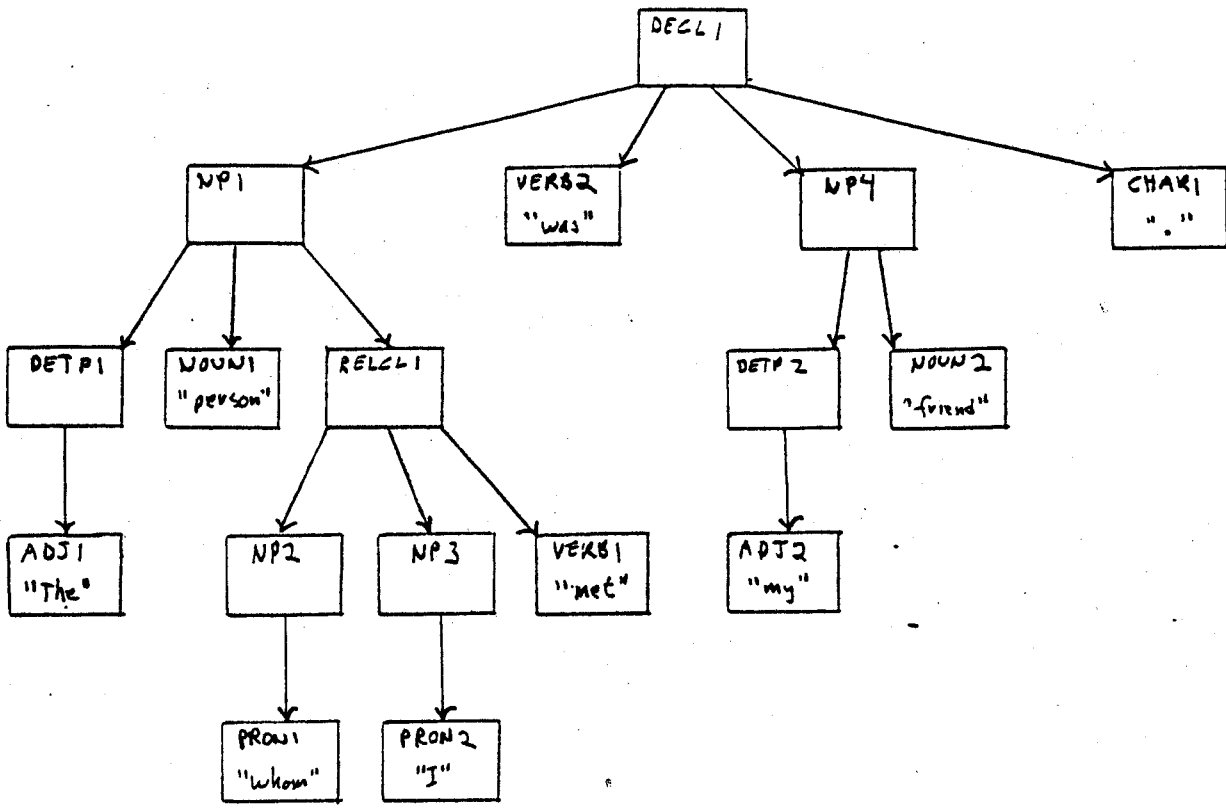 DECL1
NP1
VERB2
"was"
NP4
CHAR1
"."
DETP1
NOUN1
"person"
RELCL1
DETP2
NOUN2
"friend"
ADJ1
"The"
NP2
NP3
VERB1
"met"
ADJ2
"my"
PRON1
"whom"
PRON2
"I"